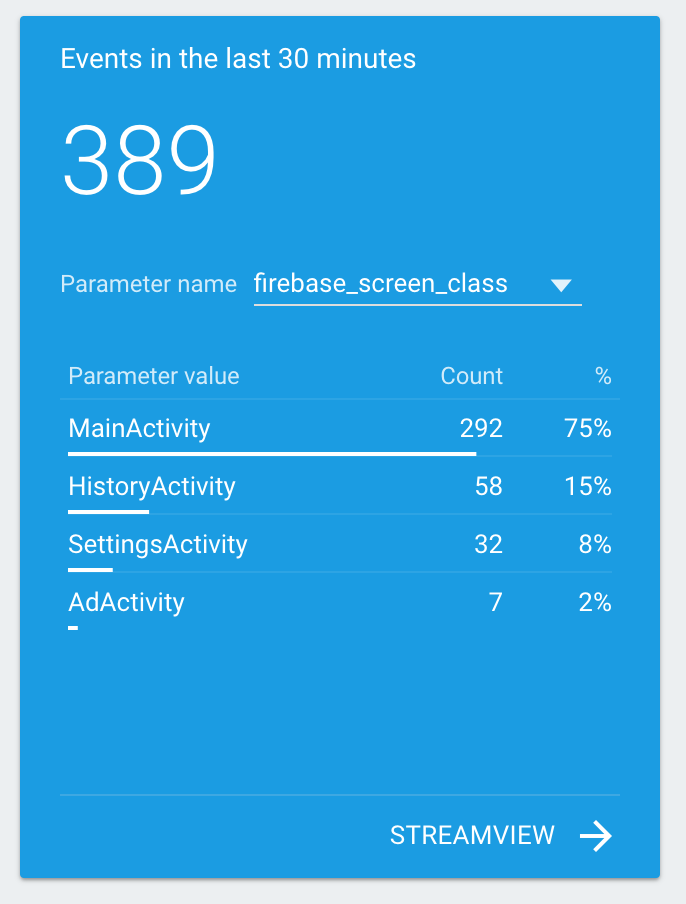 Events in the last 30 minutes
389
Parameter name firebase_screen_class
Parameter value Count %
MainActivity 292 75%
HistoryActivity 58 15%
SettingsActivity 32 8%
AdActivity 7 2%
STREAMVIEW